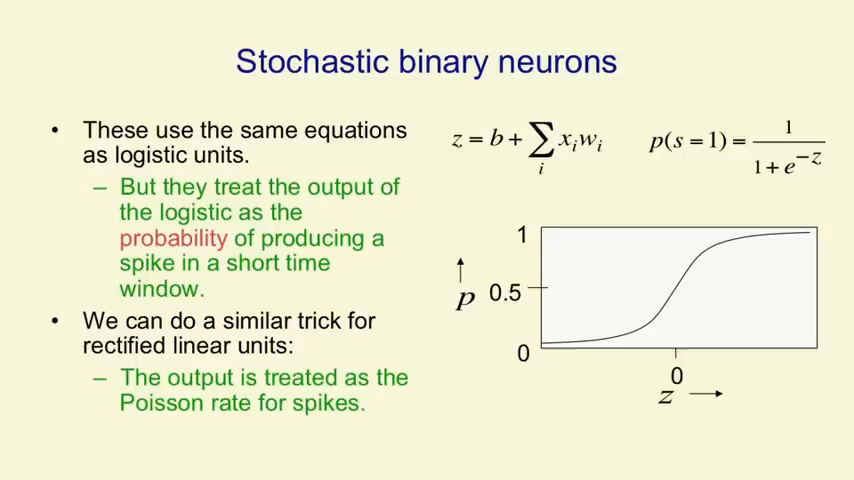 Stochastic binary neurons
• These use the same equations
as logistic units.
– But they treat the output of
the logistic as the
probability of producing a
spike in a short time
window.
• We can do a similar trick for
rectified linear units:
– The output is treated as the
Poisson rate for spikes.
z = b + ∑ᵢ xᵢwᵢ
p(s = 1) = 1 / (1 + e^−z)
1
p 0.5
0
0
z